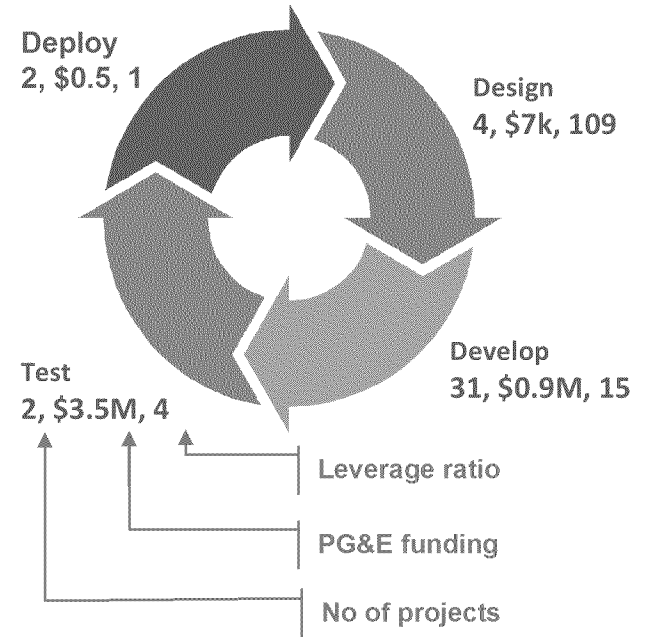 Deploy
2, $0.5, 1
Design
4, $7k, 109
Develop
31, $0.9M, 15
Test
2, $3.5M, 4
Leverage ratio
PG&E funding
No of projects